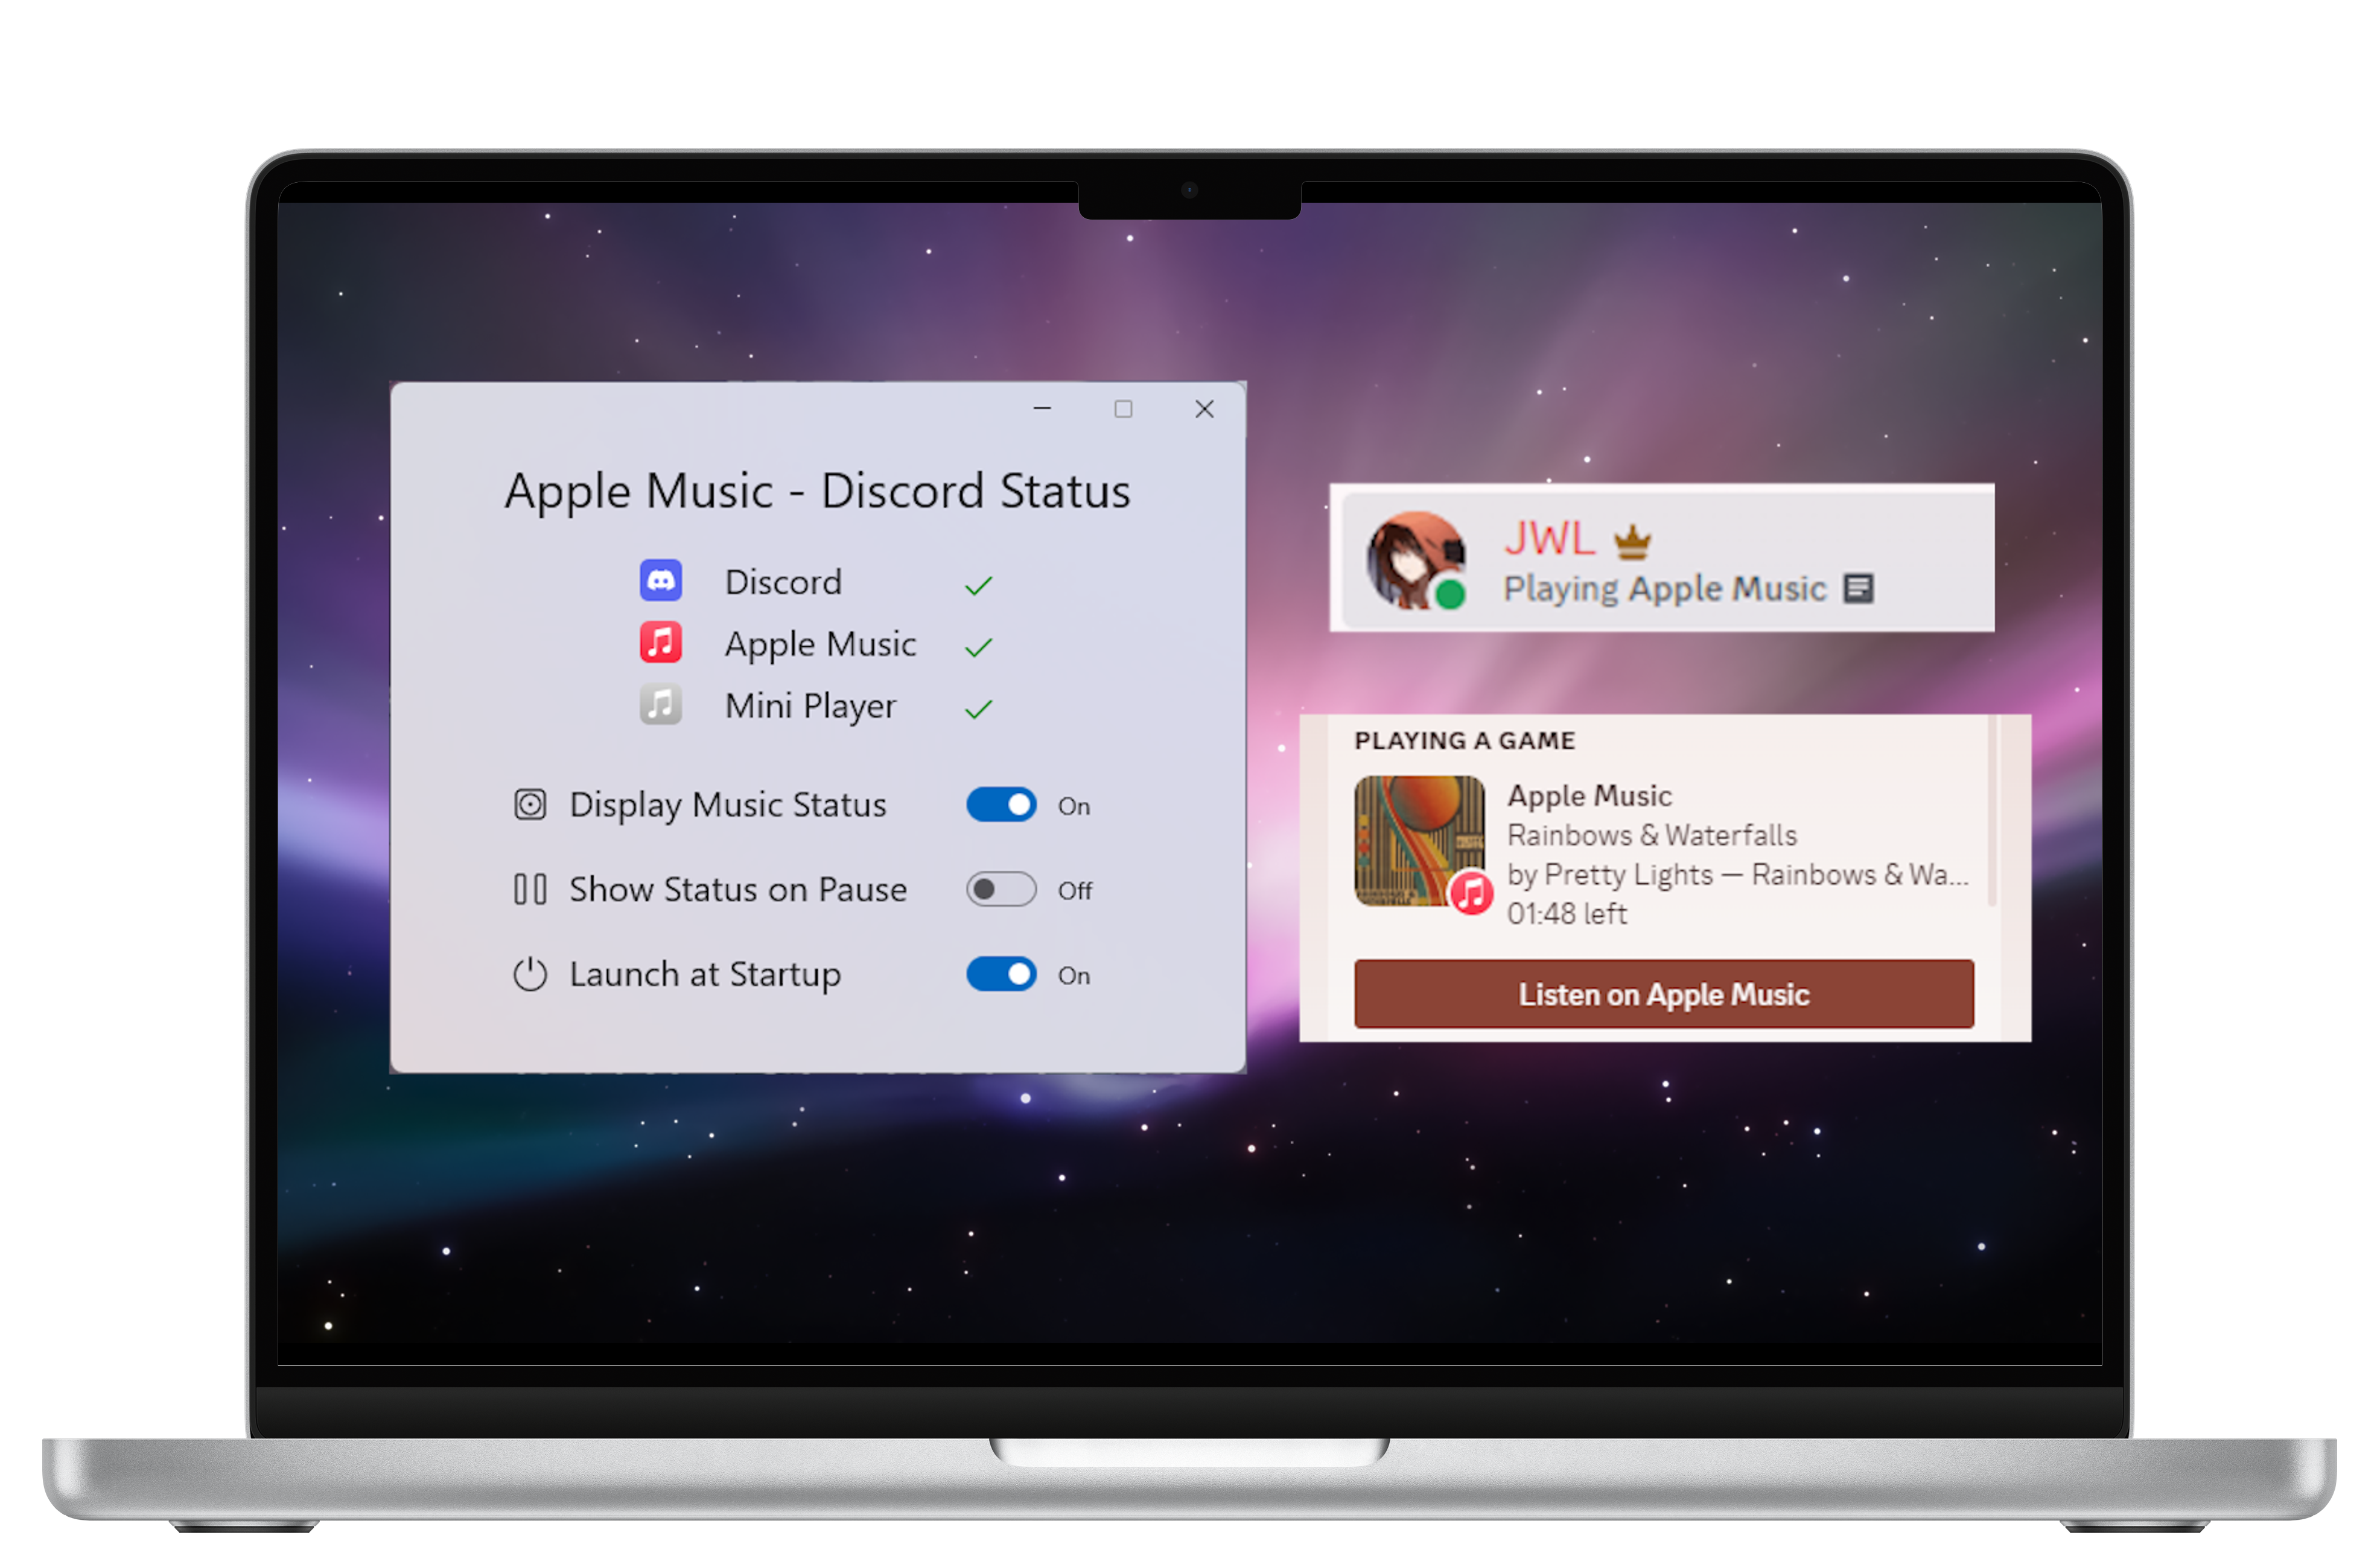 Apple Music - Discord Status
Discord
Apple Music
Mini Player
Display Music Status On
Show Status on Pause Off
Launch at Startup On
JWL
Playing Apple Music
PLAYING A GAME
Apple Music
Rainbows & Waterfalls
by Pretty Lights — Rainbows & Wa...
01:48 left
Listen on Apple Music